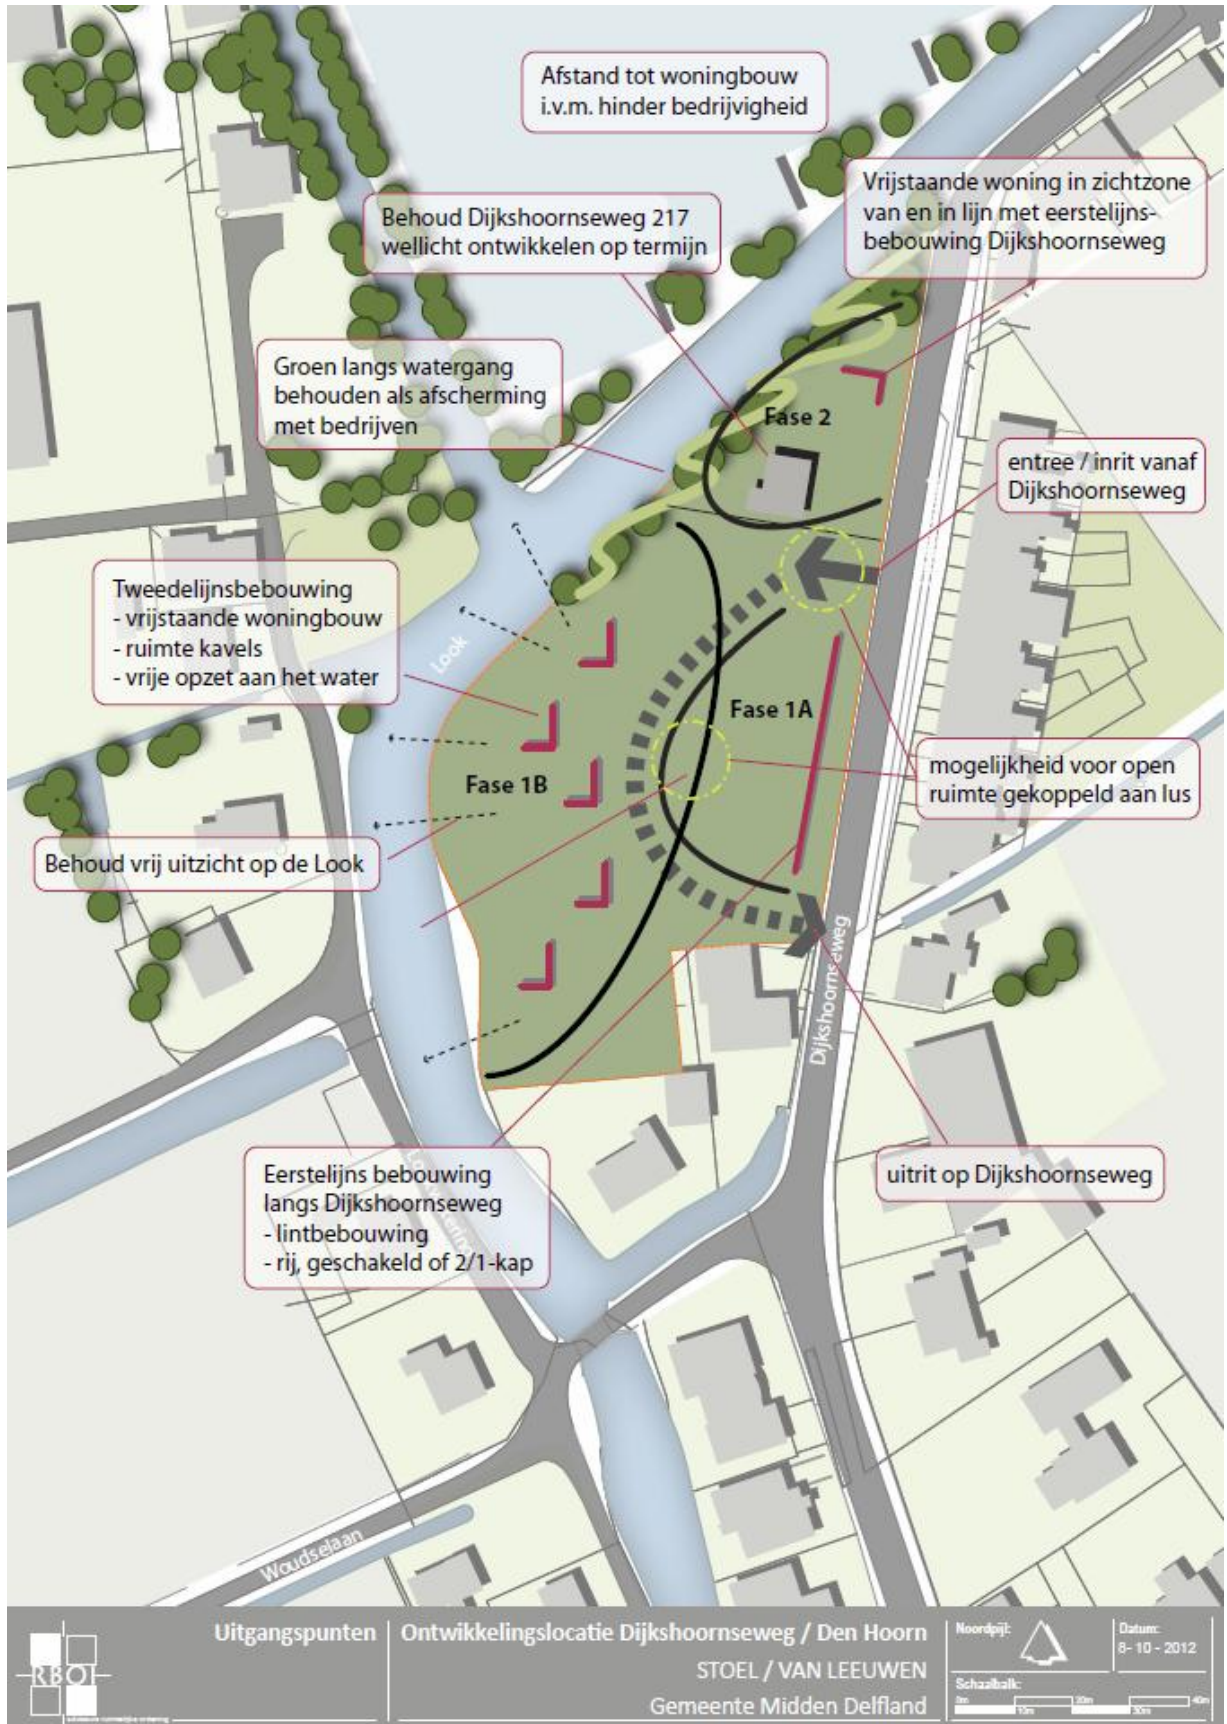 Afstand tot woningbouw
i.v.m. hinder bedrijvigheid
Vrijstaande woning in zichtzone
van en in lijn met eerstelijns-
bebouwing Dijkshoornseweg
Behoud Dijkshoornseweg 217
wellicht ontwikkelen op termijn
Groen langs watergang
behouden als afscherming
met bedrijven
Fase 2
entree / inrit vanaf
Dijkshoornseweg
Tweedelijnsbebouwing
- vrijstaande woningbouw
- ruimte kavels
- vrije opzet aan het water
Look
Fase 1A
Fase 1B
mogelijkheid voor open
ruimte gekoppeld aan lus
Behoud vrij uitzicht op de Look
Dijkshoornseweg
Eerstelijns bebouwing
langs Dijkshoornseweg
- lintbebouwing
- rij, geschakeld of 2/1-kap
uitrit op Dijkshoornseweg
Woudselaan
RBOI
Uitgangspunten
Ontwikkelingslocatie Dijkshoornseweg / Den Hoorn
STOEL / VAN LEEUWEN
Gemeente Midden Delfland
Noordpijl:
Datum:
8- 10 - 2012
Schaalbalk:
0m 20m 40m
10m 30m